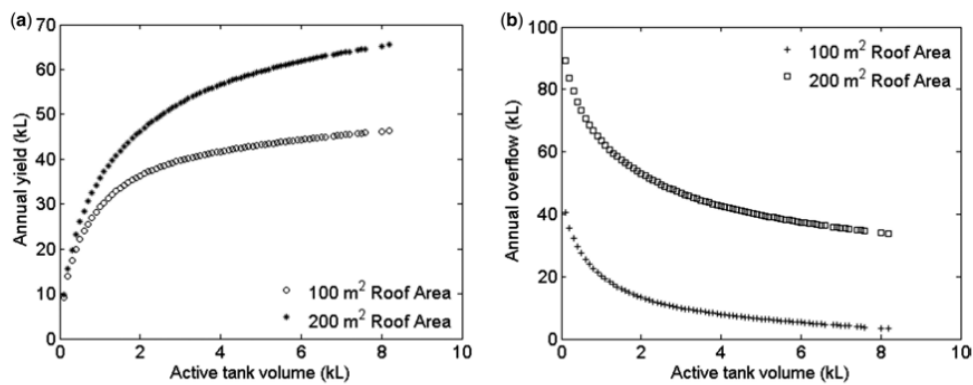 (a)
Annual yield (kL)
70
60
50
40
30
20
10
0
0 2 4 6 8 10
Active tank volume (kL)
100 m² Roof Area
200 m² Roof Area
(b)
Annual overflow (kL)
100
80
60
40
20
0
0 2 4 6 8 10
Active tank volume (kL)
100 m² Roof Area
200 m² Roof Area